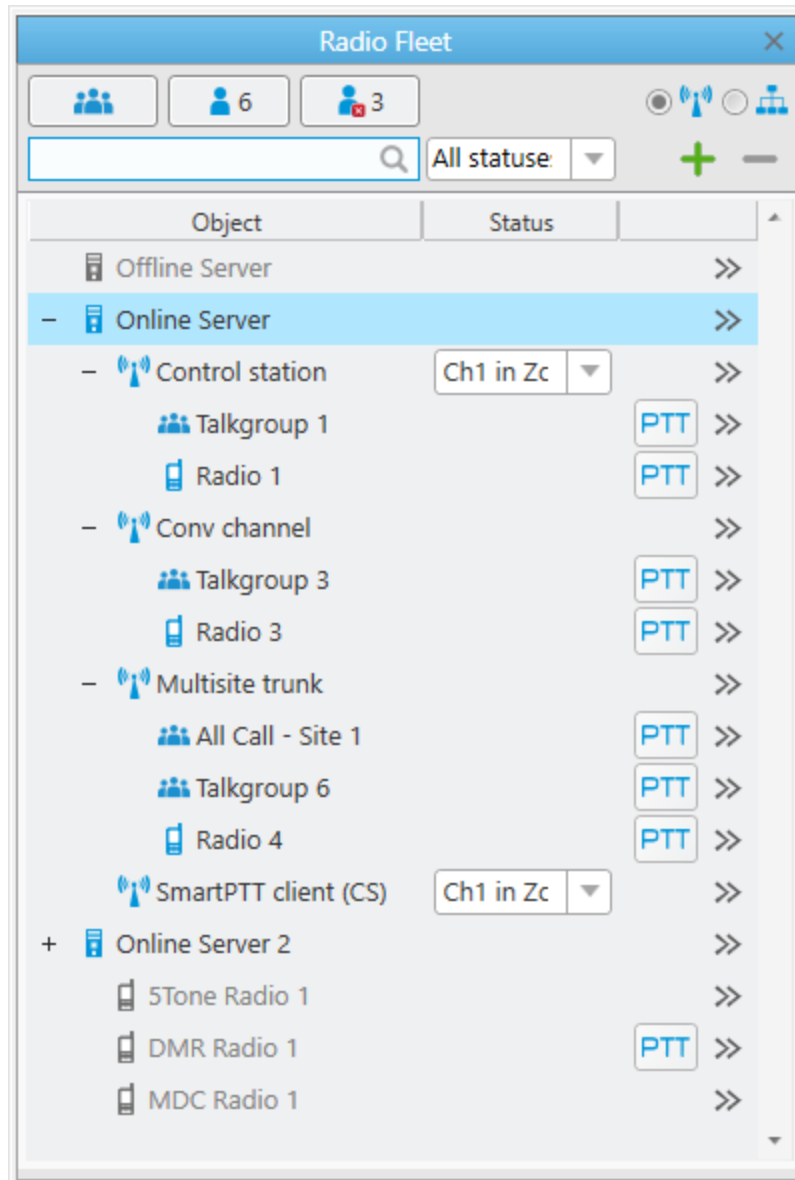 Radio Fleet
6 3
All statuse
Object Status
Offline Server
Online Server
Control station Ch1 in Zc
Talkgroup 1 PTT
Radio 1 PTT
Conv channel
Talkgroup 3 PTT
Radio 3 PTT
Multisite trunk
All Call - Site 1 PTT
Talkgroup 6 PTT
Radio 4 PTT
SmartPTT client (CS) Ch1 in Zc
Online Server 2
5Tone Radio 1
DMR Radio 1 PTT
MDC Radio 1